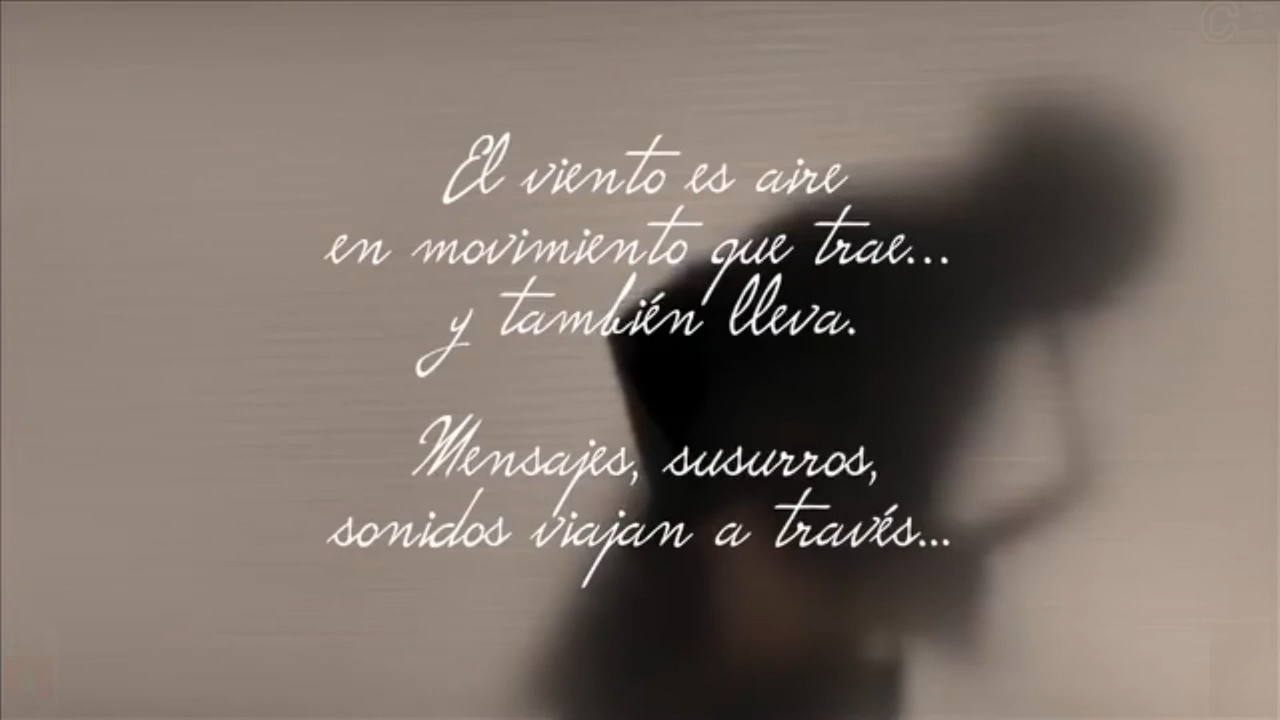 El viento es aire
en movimiento que trae...
y también lleva.
Mensajes, susurros,
sonidos viajan a través...